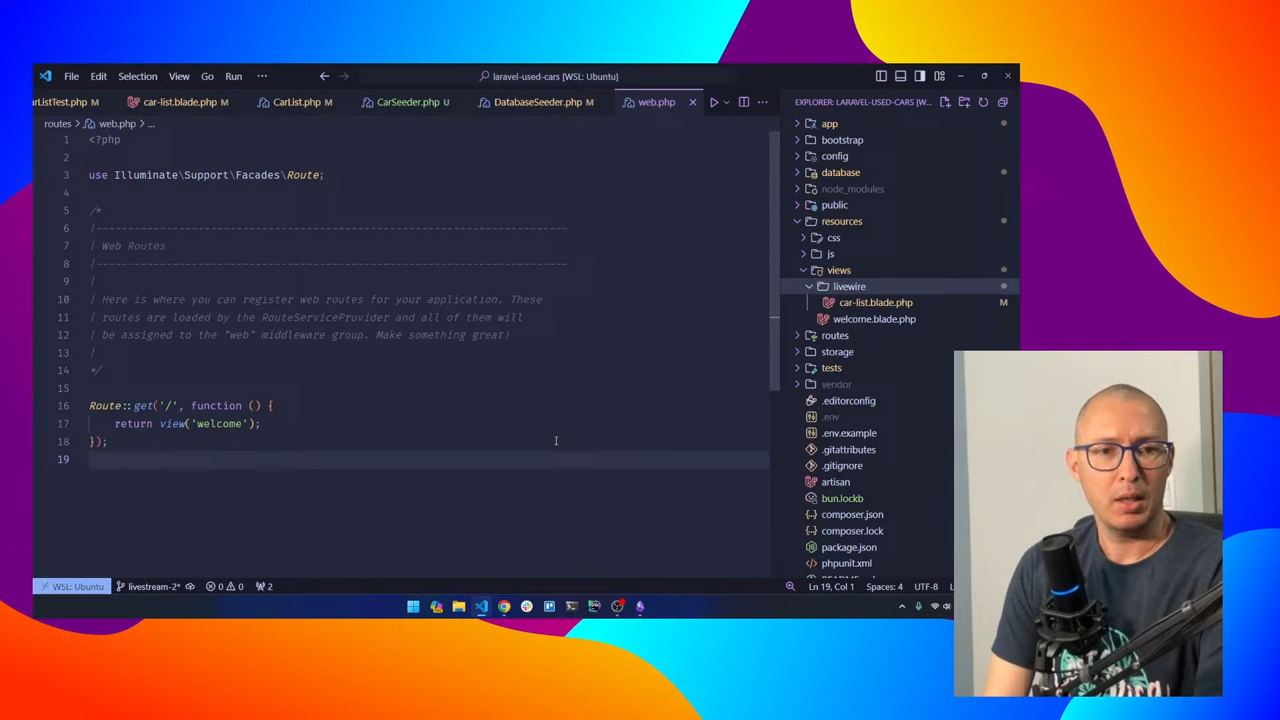 File Edit Selection View Go Run ··· laravel-used-cars [WSL: Ubuntu]
arListTest.php M car-list.blade.php M CarList.php M CarSeeder.php U DatabaseSeeder.php M web.php
routes > web.php > ...
1 <?php
2
3 use Illuminate\Support\Facades\Route;
4
5 /*
6 |--------------------------------------------------------------------------
7 | Web Routes
8 |--------------------------------------------------------------------------
9 |
10 | Here is where you can register web routes for your application. These
11 | routes are loaded by the RouteServiceProvider and all of them will
12 | be assigned to the "web" middleware group. Make something great!
13 |
14 */
15
16 Route::get('/', function () {
17 return view('welcome');
18 });
19
EXPLORER: LARAVEL-USED-CARS [W...
app
bootstrap
config
database
node_modules
public
resources
css
js
views
livewire
car-list.blade.php M
welcome.blade.php
routes
storage
tests
vendor
.editorconfig
.env
.env.example
.gitattributes
.gitignore
artisan
bun.lockb
composer.json
composer.lock
package.json
phpunit.xml
WSL: Ubuntu livestream-2* 0 0 2 Ln 19, Col 1 Spaces: 4 UTF-8